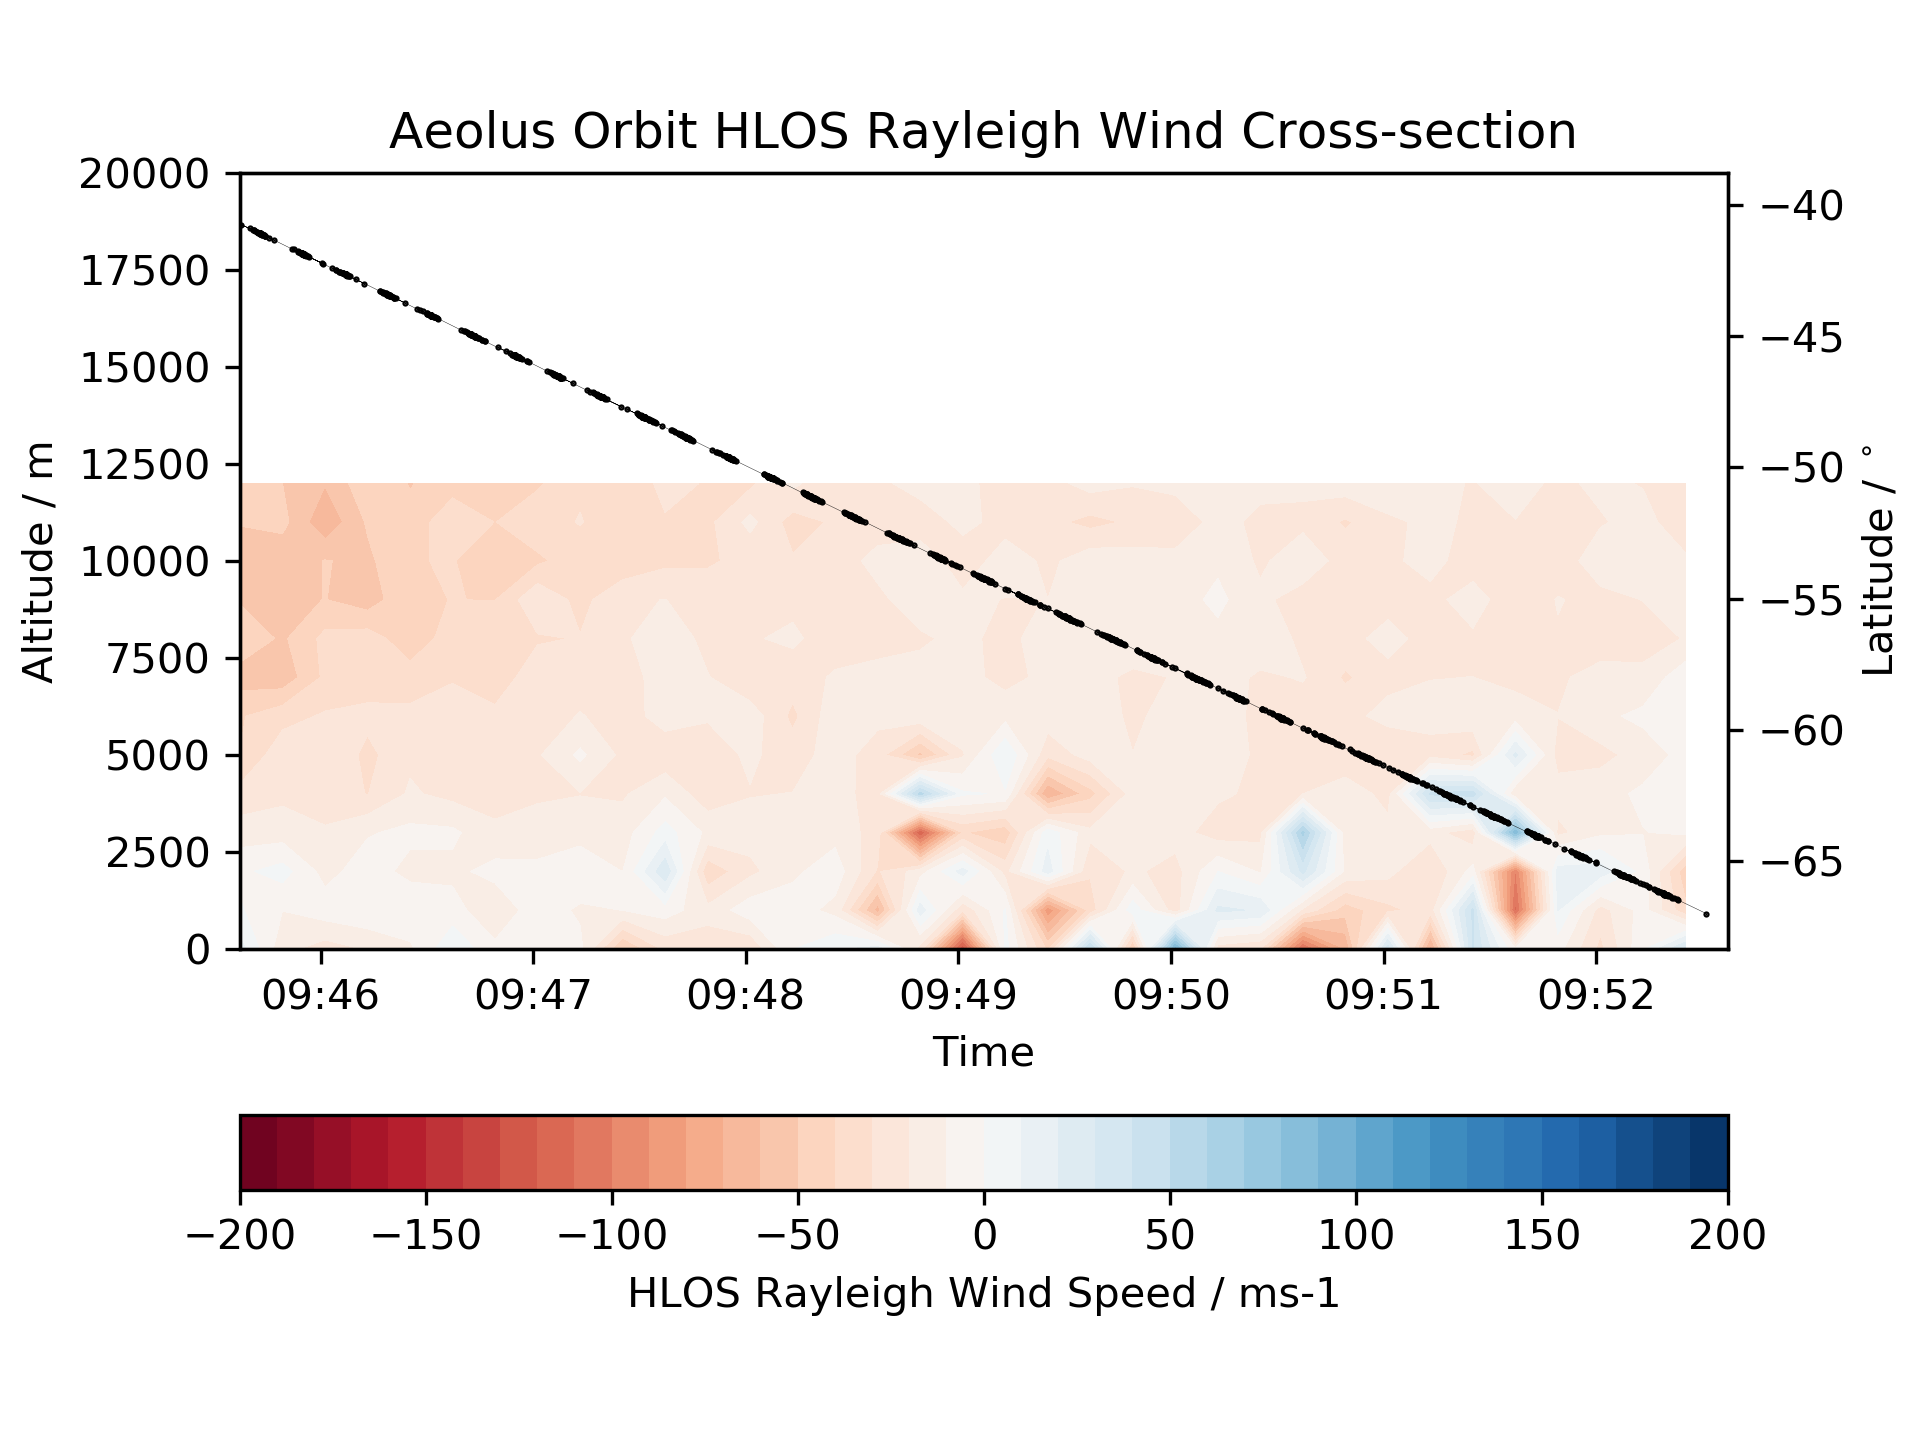 Aeolus Orbit HLOS Rayleigh Wind Cross-section
20000
17500
15000
12500
10000
7500
5000
2500
0
Altitude / m
−40
−45
−50
−55
−60
−65
Latitude / °
09:46 09:47 09:48 09:49 09:50 09:51 09:52
Time
−200 −150 −100 −50 0 50 100 150 200
HLOS Rayleigh Wind Speed / ms-1